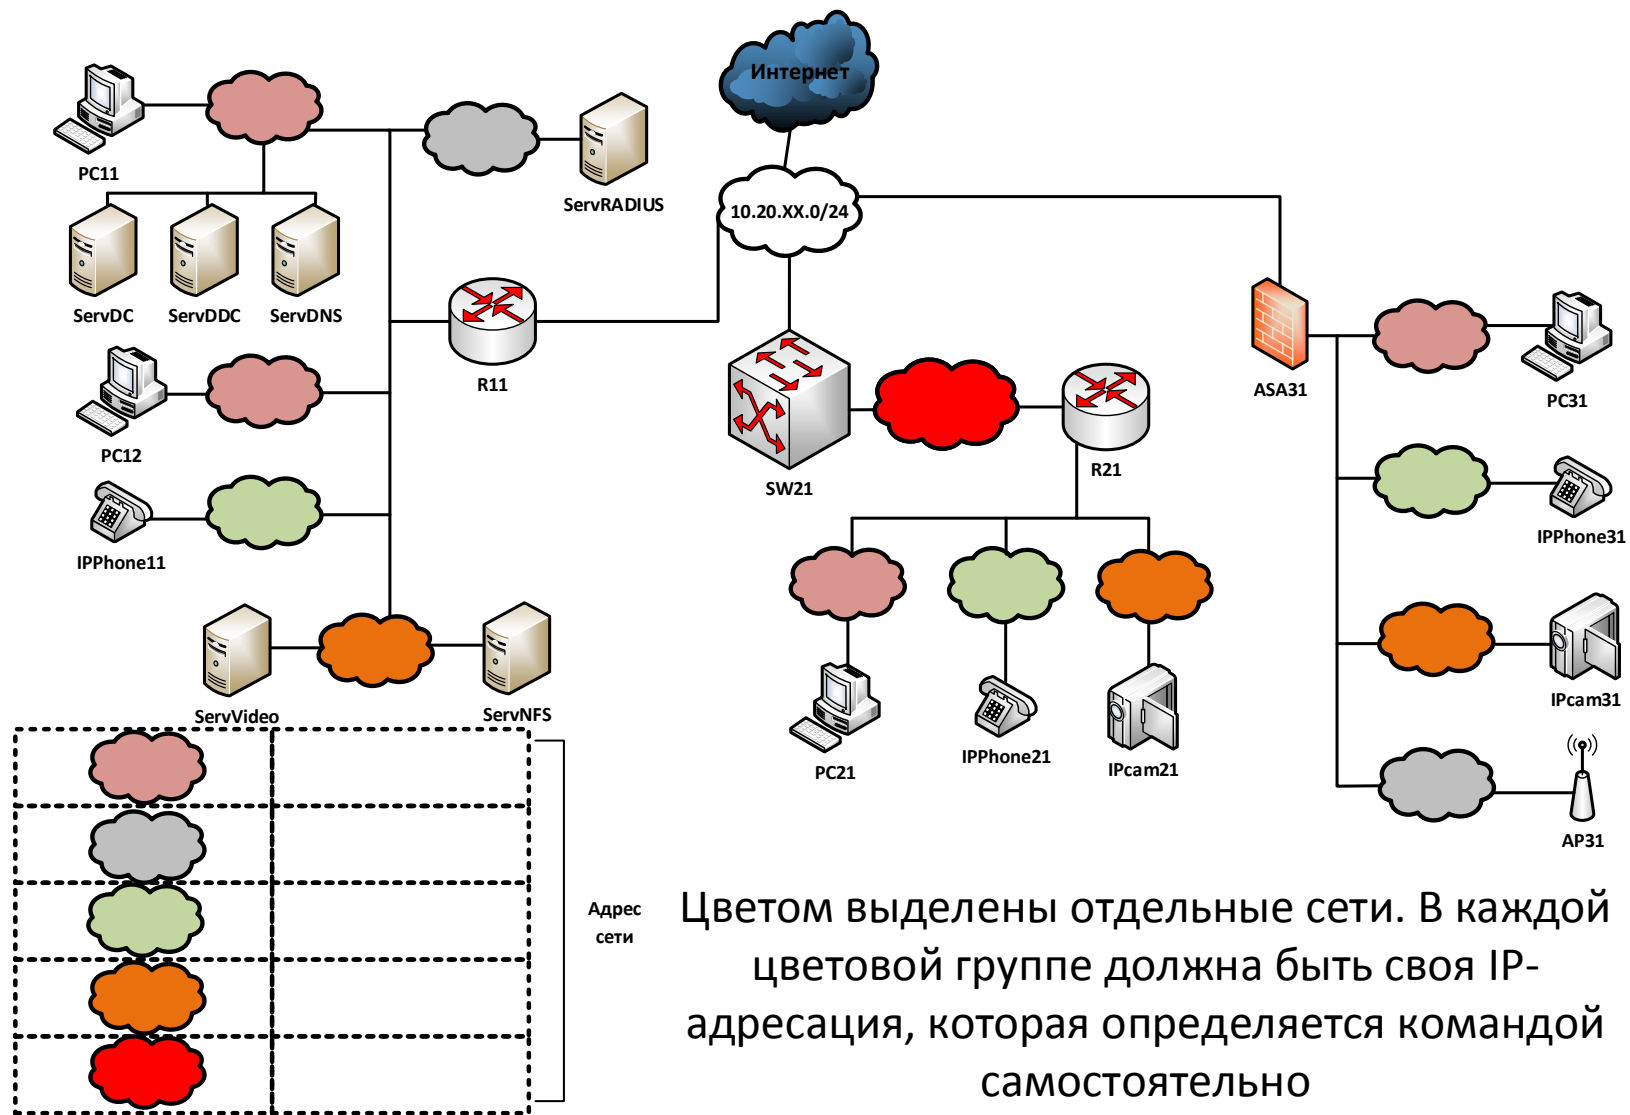 Интернет
PC11
ServRADIUS
10.20.XX.0/24
ServDC
ServDDC
ServDNS
R11
ASA31
PC31
PC12
SW21
R21
IPPhone11
IPPhone31
ServVideo
ServNFS
IPcam31
PC21
IPPhone21
IPcam21
AP31
Адрес
сети
Цветом выделены отдельные сети. В каждой
цветовой группе должна быть своя IP-
адресация, которая определяется командой
самостоятельно